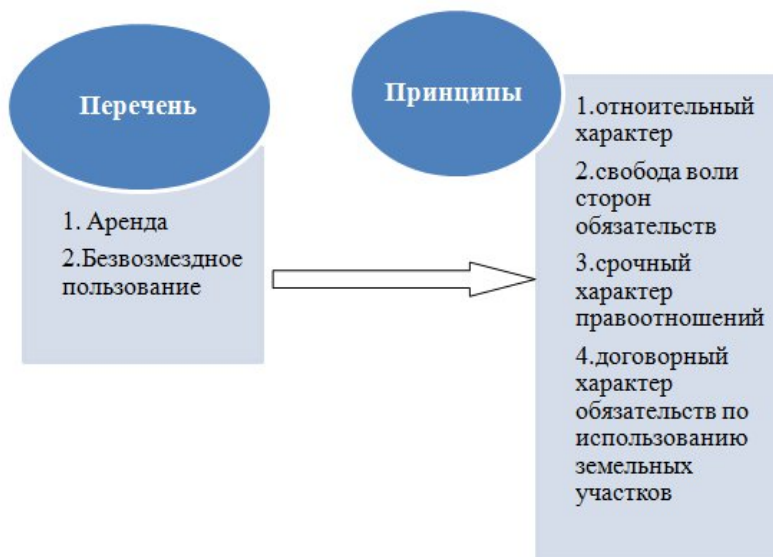 Перечень
1. Аренда
2.Безвозмездное
пользование
Принципы
1.отноительный
характер
2.свобода воли
сторон
обязательств
3.срочный
характер
правоотношений
4.договорный
характер
обязательств по
использованию
земельных
участков